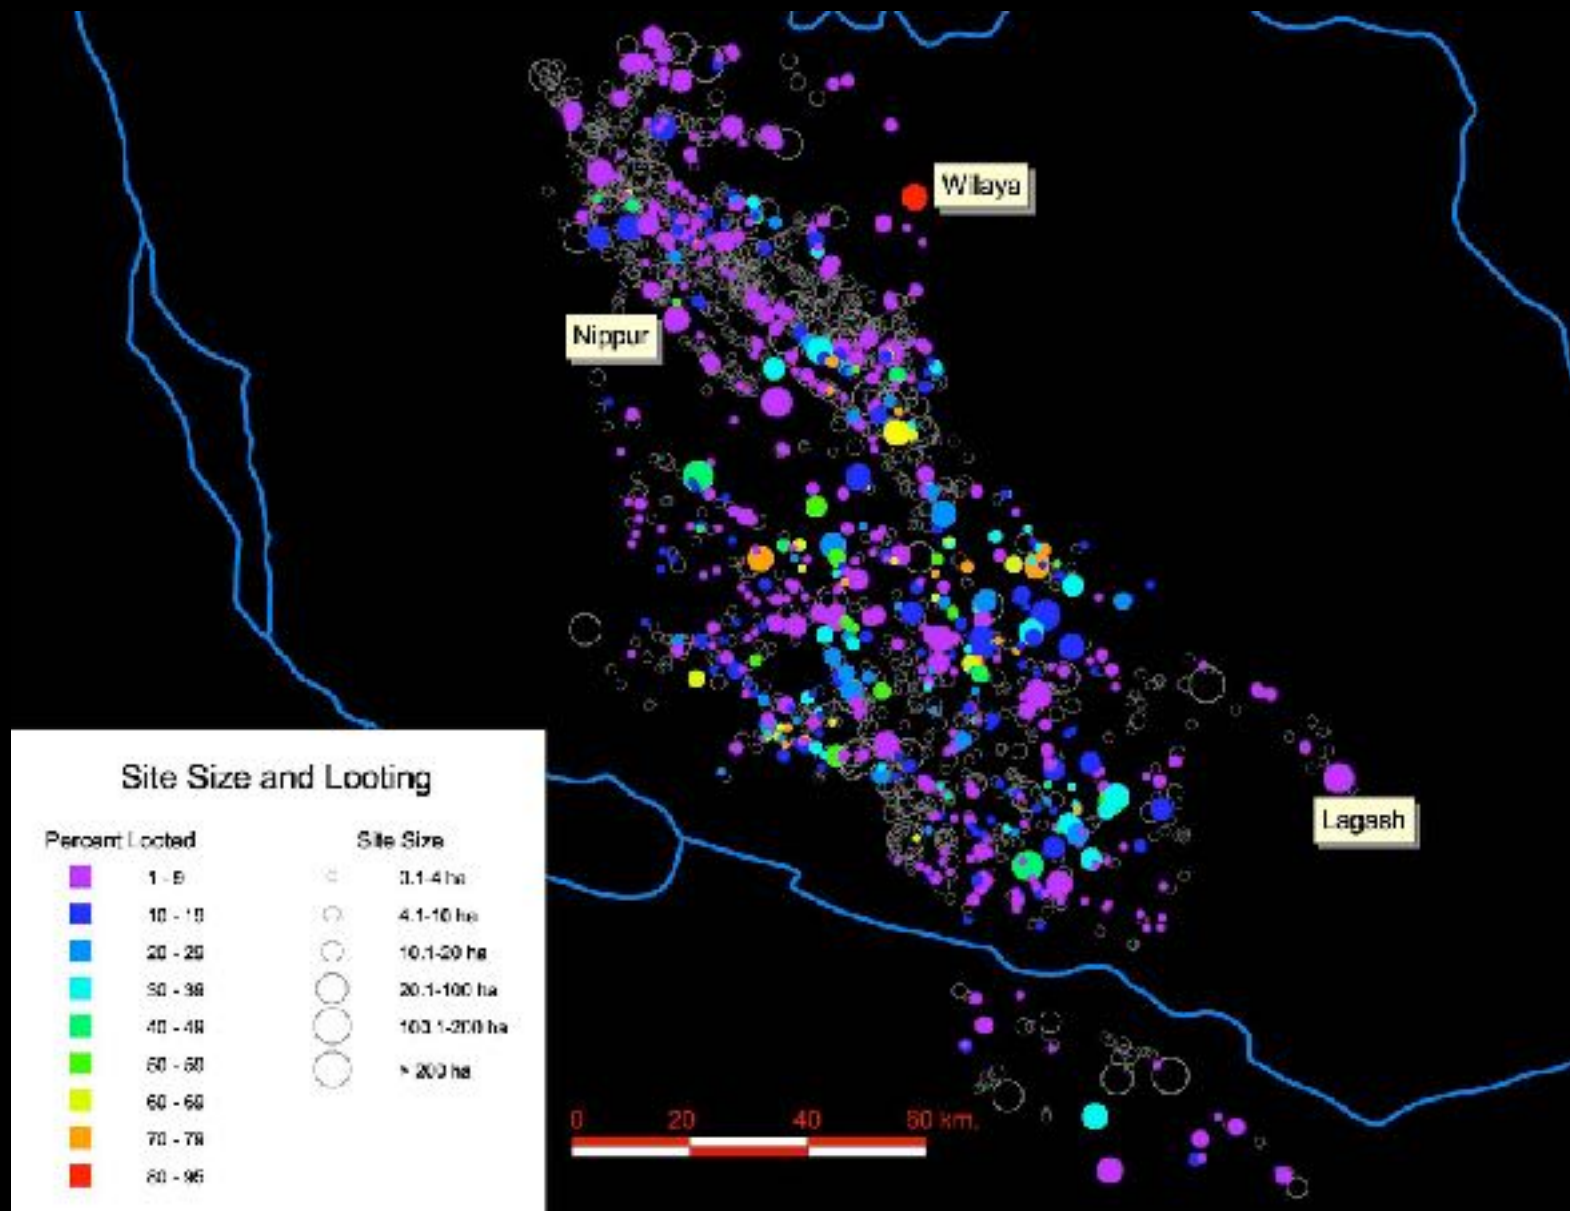 Willaya
Nippur
Lagash
Site Size and Looting
Percent Looted Site Size
1 - 9 0.1-4 ha
10 - 19 4.1-10 ha
20 - 29 10.1-20 ha
30 - 39 20.1-100 ha
40 - 49 100.1-200 ha
50 - 59 > 200 ha
60 - 69
70 - 79
80 - 95
0 20 40 60 km.